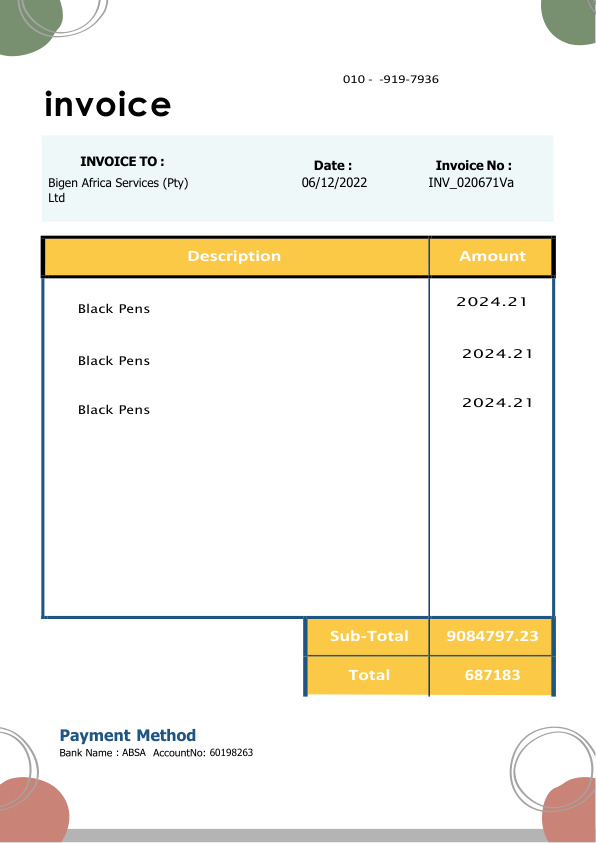 010 -  -919-7936
invoice
INVOICE TO :
Bigen Africa Services (Pty)
Ltd
Date :
06/12/2022
Invoice No :
INV_020671Va
Description Amount
Black Pens 2024.21
Black Pens 2024.21
Black Pens 2024.21
Sub-Total 9084797.23
Total 687183
Payment Method
Bank Name : ABSA  AccountNo: 60198263